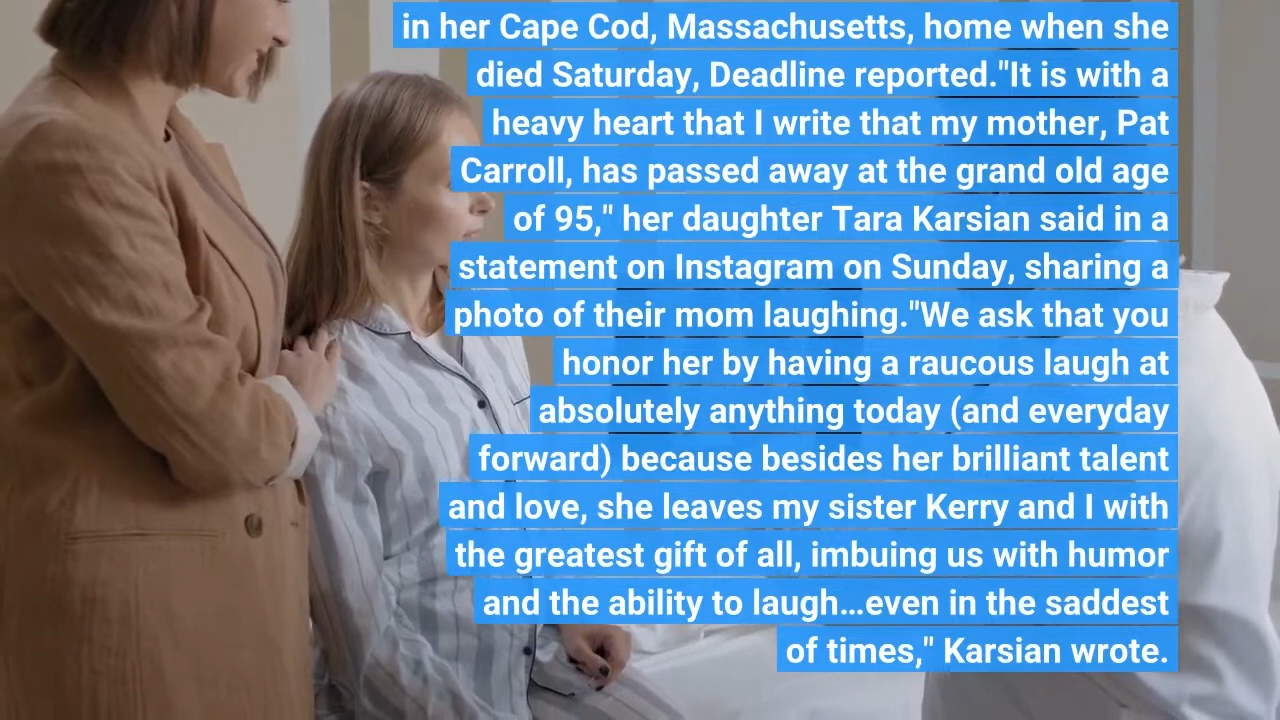 in her Cape Cod, Massachusetts, home when she
died Saturday, Deadline reported."It is with a
heavy heart that I write that my mother, Pat
Carroll, has passed away at the grand old age
of 95," her daughter Tara Karsian said in a
statement on Instagram on Sunday, sharing a
photo of their mom laughing."We ask that you
honor her by having a raucous laugh at
absolutely anything today (and everyday
forward) because besides her brilliant talent
and love, she leaves my sister Kerry and I with
the greatest gift of all, imbuing us with humor
and the ability to laugh…even in the saddest
of times," Karsian wrote.